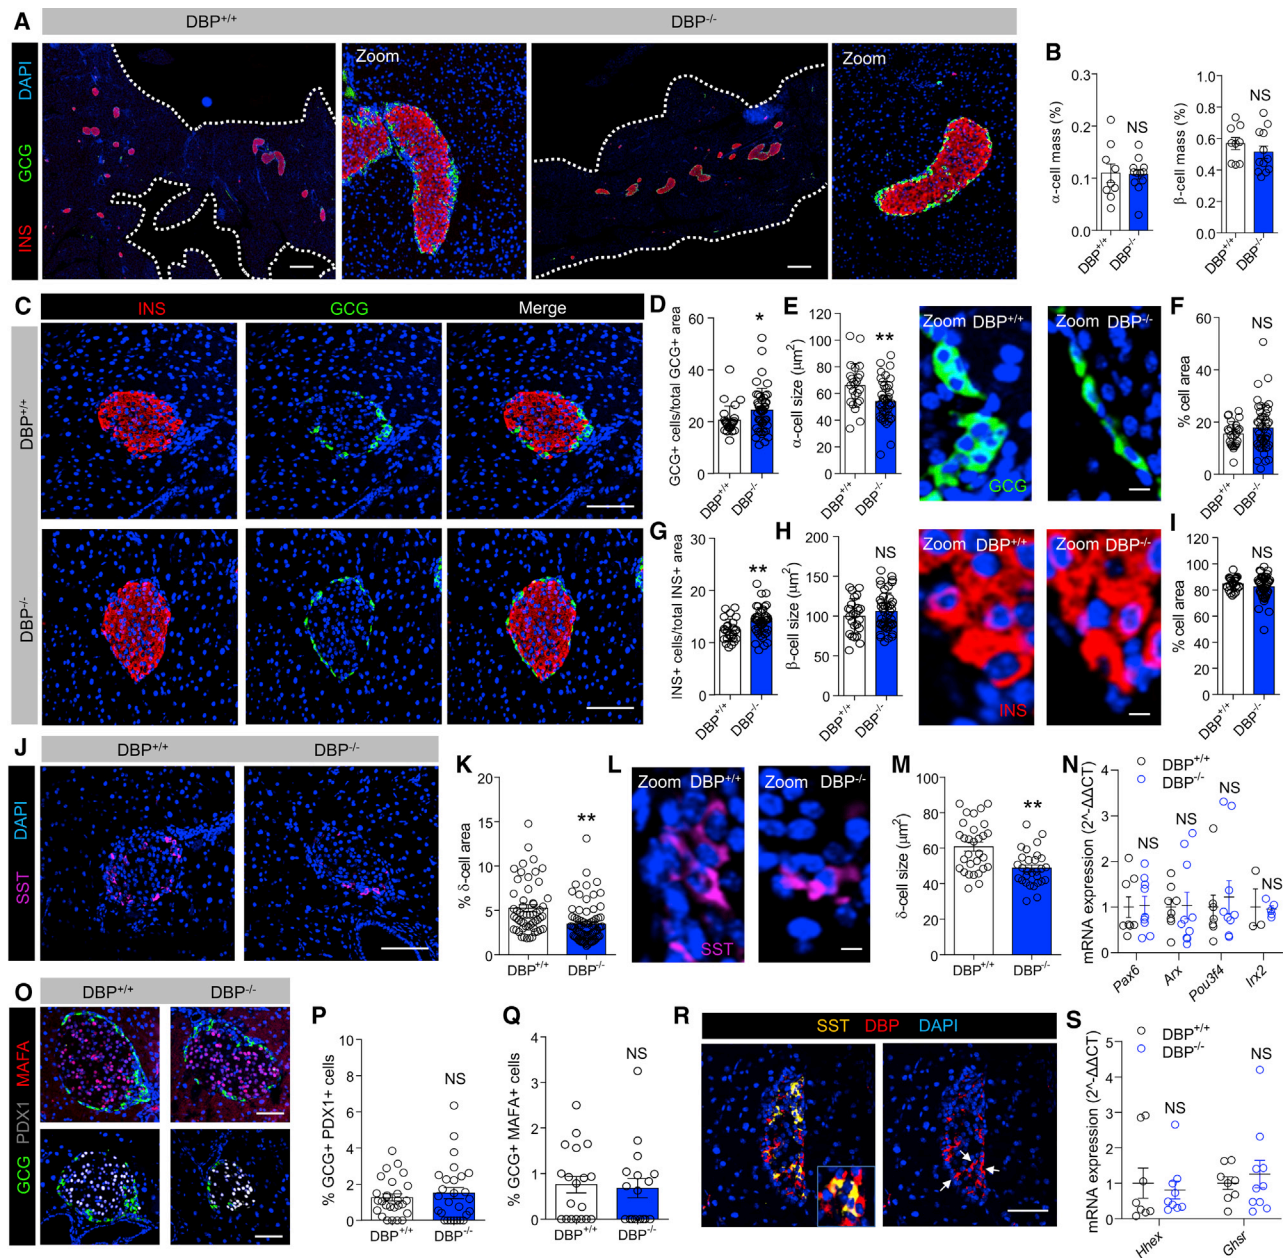 A
DBP+/+
DBP-/-
INS GCG DAPI
Zoom
Zoom
B
α-cell mass (%)
0.3
0.2
0.1
0.0
NS
DBP+/+
DBP-/-
β-cell mass (%)
1.0
0.8
0.6
0.4
0.2
0.0
NS
DBP+/+
DBP-/-
C
INS
GCG
Merge
DBP+/+
DBP-/-
D
GCG+ cells/total GCG+ area
60
40
20
0
*
DBP+/+
DBP-/-
E
α-cell size (µm2)
120
100
80
60
40
20
0
**
DBP+/+
DBP-/-
Zoom DBP+/+
GCG
Zoom DBP-/-
F
% cell area
60
40
20
0
NS
DBP+/+
DBP-/-
G
INS+ cells/total INS+ area
30
20
10
0
**
DBP+/+
DBP-/-
H
β-cell size (µm2)
200
150
100
50
0
NS
DBP+/+
DBP-/-
Zoom DBP+/+
INS
Zoom DBP-/-
I
% cell area
120
100
80
60
40
20
0
NS
DBP+/+
DBP-/-
J
DBP+/+
DBP-/-
SST DAPI
K
% δ-cell area
20
15
10
5
0
**
DBP+/+
DBP-/-
L
Zoom DBP+/+
SST
Zoom DBP-/-
M
δ-cell size (µm2)
80
60
40
20
0
**
DBP+/+
DBP-/-
N
mRNA expression (2^-ΔΔCT)
4
3
2
1
0
DBP+/+
DBP-/-
NS
NS
NS
NS
Pax6
Arx
Pou3f4
Irx2
O
DBP+/+
DBP-/-
GCG PDX1 MAFA
P
% GCG+ PDX1+ cells
10
8
6
4
2
0
NS
DBP+/+
DBP-/-
Q
% GCG+ MAFA+ cells
4
3
2
1
0
NS
DBP+/+
DBP-/-
R
SST DBP DAPI
S
mRNA expression (2^-ΔΔCT)
5
4
3
2
1
0
DBP+/+
DBP-/-
NS
NS
Hhex
Ghsr